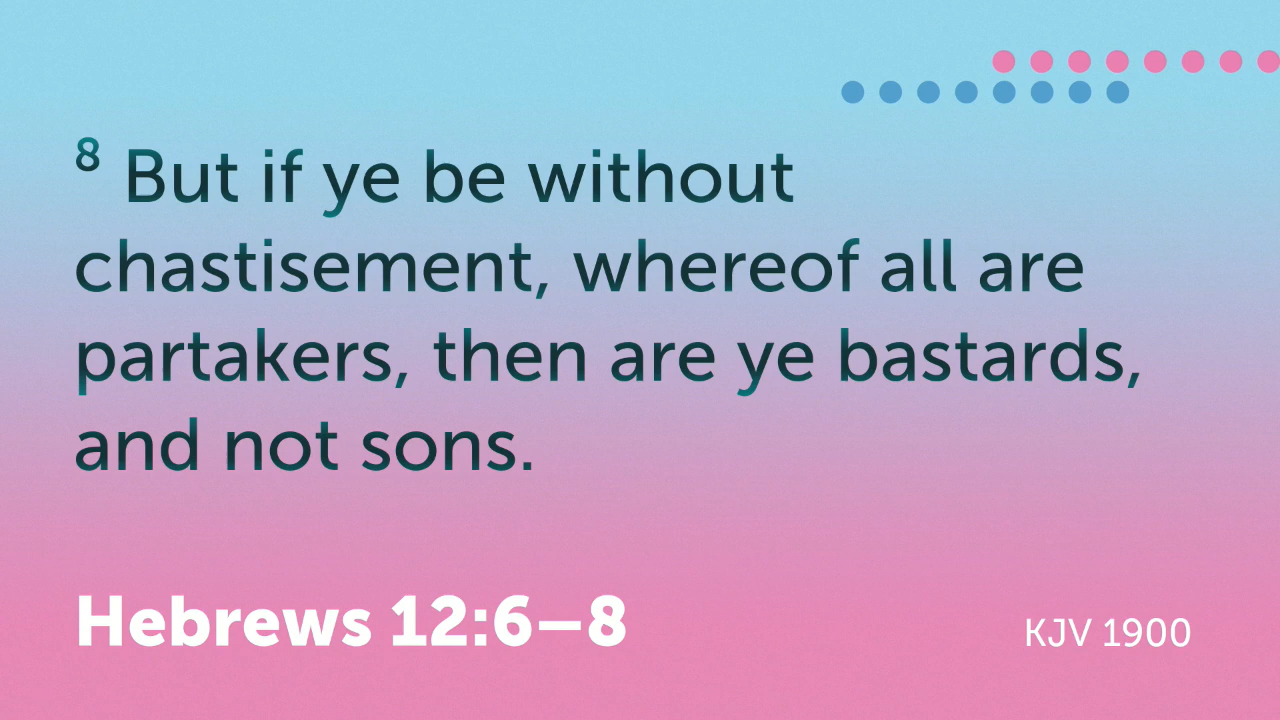 8 But if ye be without
chastisement, whereof all are
partakers, then are ye bastards,
and not sons.
Hebrews 12:6–8
KJV 1900